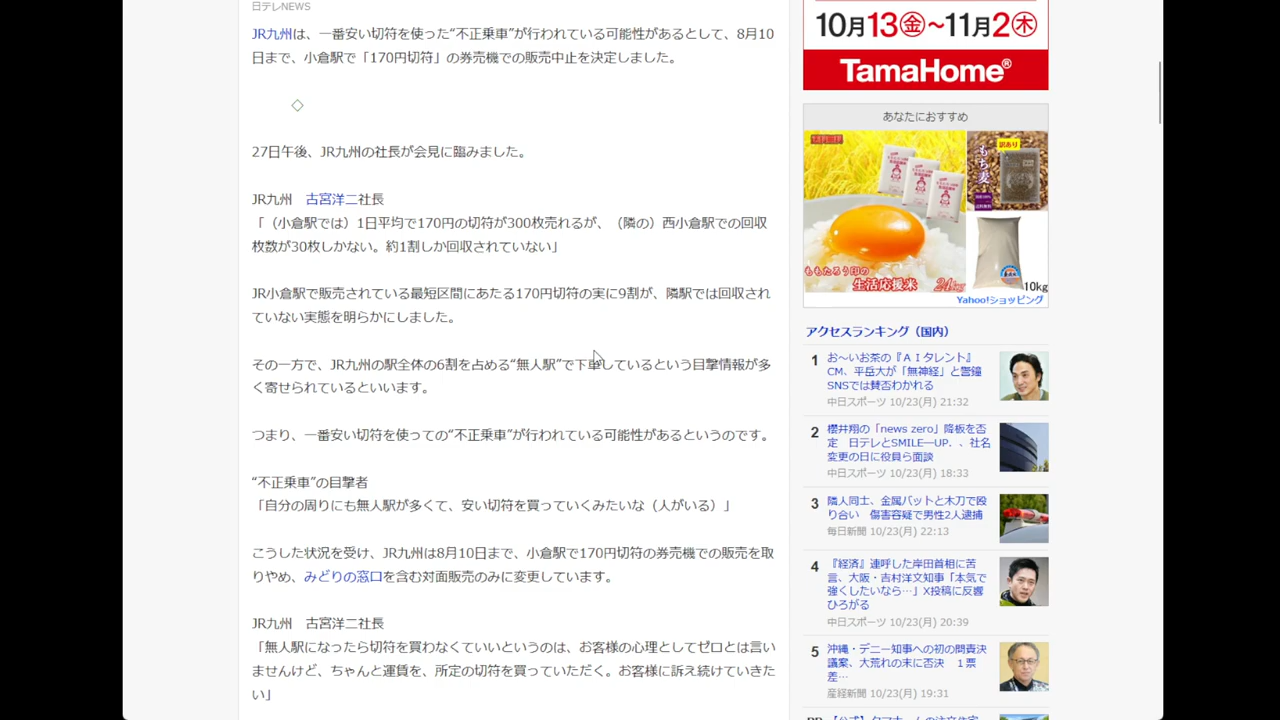 日テレNEWS
JR九州は、一番安い切符を使った“不正乗車”が行われている可能性があるとして、8月10
日まで、小倉駅で「170円切符」の券売機での販売中止を決定しました。
◇
27日午後、JR九州の社長が会見に臨みました。
JR九州　古宮洋二社長
「（小倉駅では）1日平均で170円の切符が300枚売れるが、（隣の）西小倉駅での回収
枚数が30枚しかない。約1割しか回収されていない」
JR小倉駅で販売されている最短区間にあたる170円切符の実に9割が、隣駅では回収され
ていない実態を明らかにしました。
その一方で、JR九州の駅全体の6割を占める“無人駅”で下車しているという目撃情報が多
く寄せられているといいます。
つまり、一番安い切符を使っての“不正乗車”が行われている可能性があるというのです。
“不正乗車”の目撃者
「自分の周りにも無人駅が多くて、安い切符を買っていくみたいな（人がいる）」
こうした状況を受け、JR九州は8月10日まで、小倉駅で170円切符の券売機での販売を取
りやめ、みどりの窓口を含む対面販売のみに変更しています。
JR九州　古宮洋二社長
「無人駅になったら切符を買わなくていいというのは、お客様の心理としてゼロとは言い
ませんけど、ちゃんと運賃を、所定の切符を買っていただく。お客様に訴え続けていきた
い」
10月13金～11月2木
TamaHome®
あなたにおすすめ
訳あり
もち麦
ももたろう印の
生活応援米
24kg
10kg
Yahoo!ショッピング
アクセスランキング（国内）
1
お～いお茶の『ＡＩタレント』
CM、平岳大が「無神経」と警鐘
SNSでは賛否わかれる
中日スポーツ 10/23(月) 21:32
2
櫻井翔の「news zero」降板を否
定　日テレとSMILE―UP．、社名
変更の日に役員ら面談
中日スポーツ 10/23(月) 18:33
3
隣人同士、金属バットと木刀で殴
り合い　傷害容疑で男性2人逮捕
毎日新聞 10/23(月) 22:13
4
『経済』連呼した岸田首相に苦
言、大阪・吉村洋文知事「本気で
強くしたいなら…」X投稿に反響
ひろがる
中日スポーツ 10/23(月) 20:39
5
沖縄・デニー知事への初の問責決
議案、大荒れの末に否決　１票
差…
産経新聞 10/23(月) 19:31